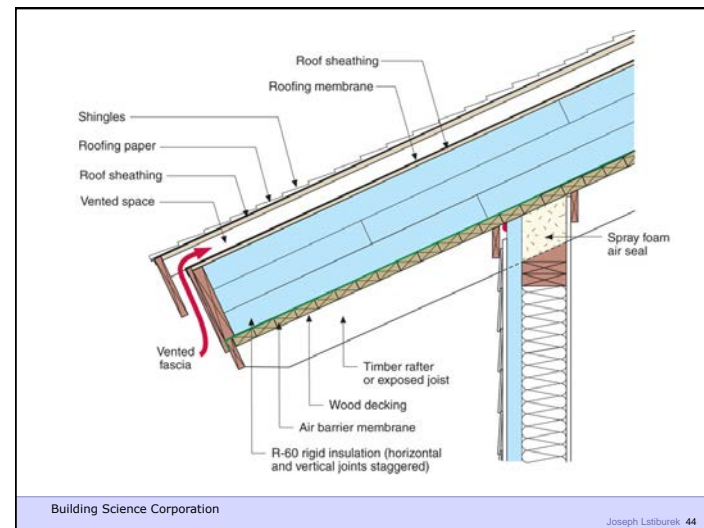 Roof sheathing
Roofing membrane
Shingles
Roofing paper
Roof sheathing
Vented space
Spray foam
air seal
Vented
fascia
Timber rafter
or exposed joist
Wood decking
Air barrier membrane
R-60 rigid insulation (horizontal
and vertical joints staggered)
Building Science Corporation
Joseph Lstiburek 44